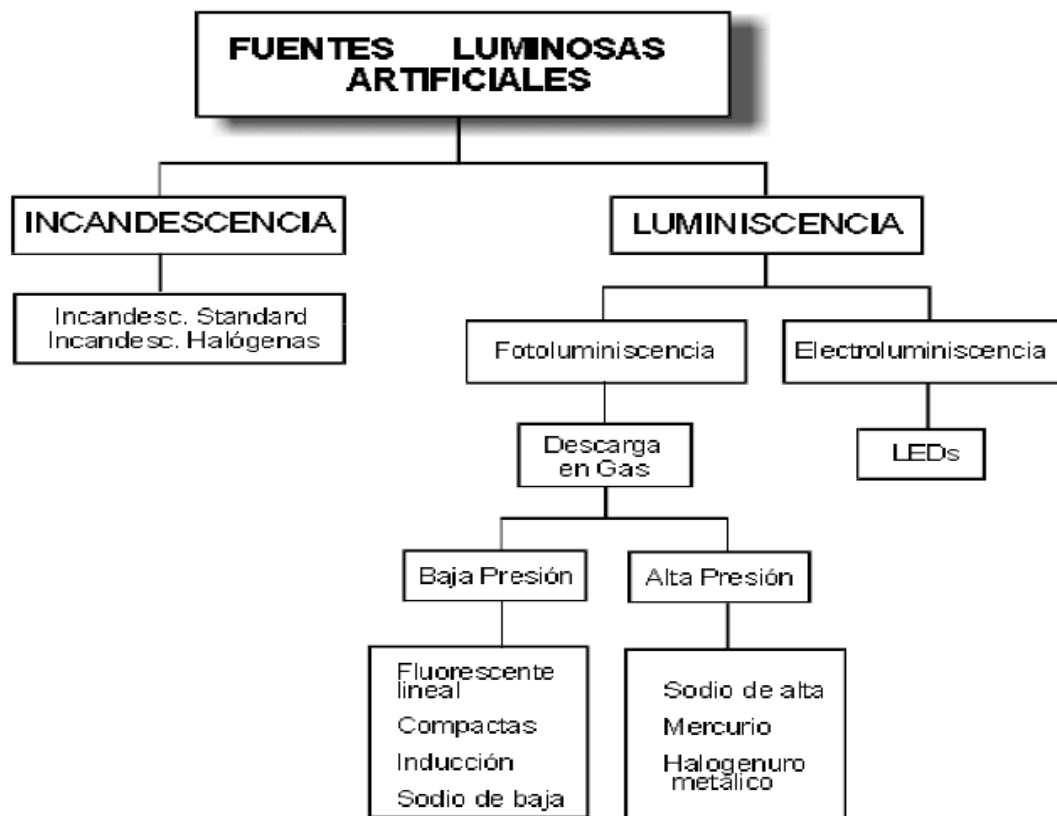 FUENTES LUMINOSAS
ARTIFICIALES
INCANDESCENCIA
LUMINISCENCIA
Incandesc. Standard
Incandesc. Halógenas
Fotoluminiscencia
Electroluminiscencia
Descarga
en Gas
LEDs
Baja Presión
Alta Presión
Fluorescente
lineal
Compactas
Inducción
Sodio de baja
Sodio de alta
Mercurio
Halogenuro
metálico